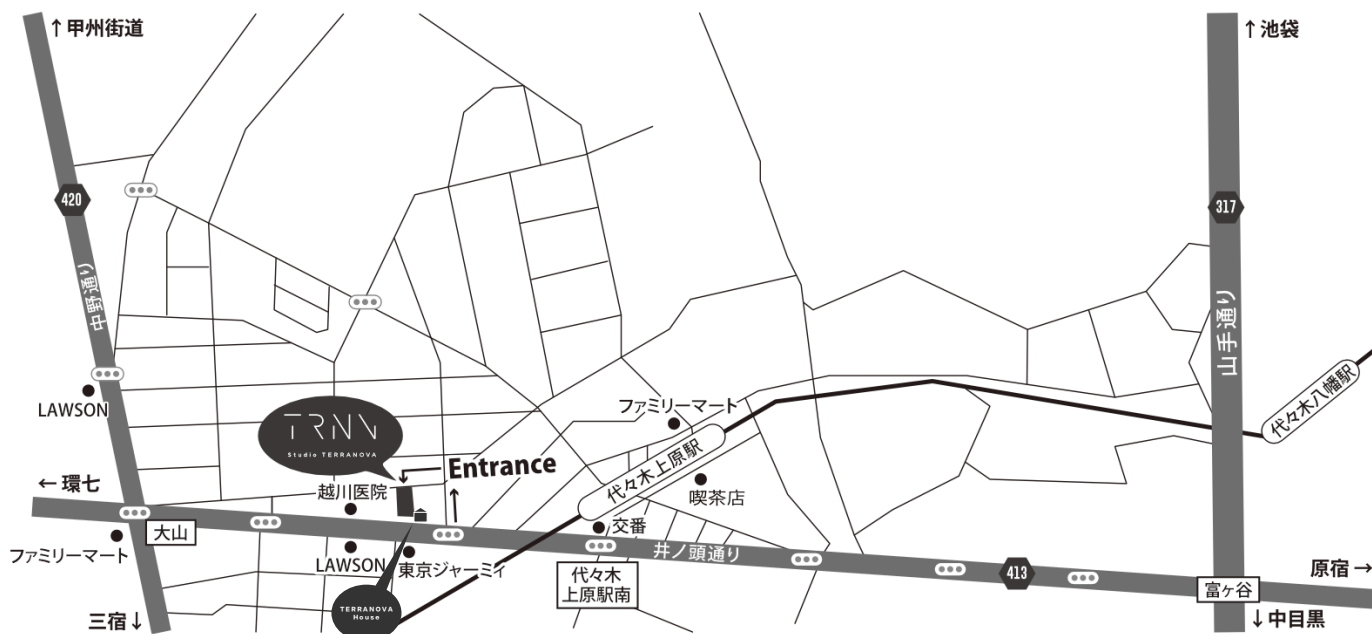 ↑甲州街道
↑池袋
420
317
中野通り
山手通り
代々木八幡駅
LAWSON
ファミリーマート
TRNN
Studio TERRANOVA
Entrance
代々木上原駅
←環七
越川医院
喫茶店
大山
交番
ファミリーマート
LAWSON
東京ジャーミィ
井ノ頭通り
代々木
上原駅南
413
原宿→
富ヶ谷
TERRANOVA
House
三宿↓
↓中目黒